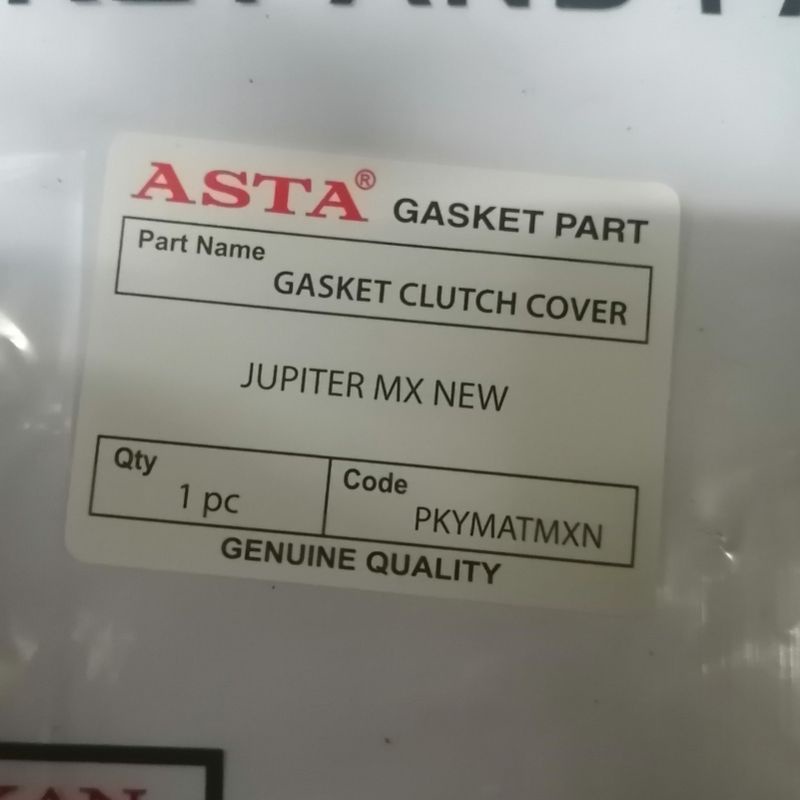 ASTA® GASKET PART
Part Name
GASKET CLUTCH COVER
JUPITER MX NEW
Qty
1 pc
Code
PKYMATMXN
GENUINE QUALITY